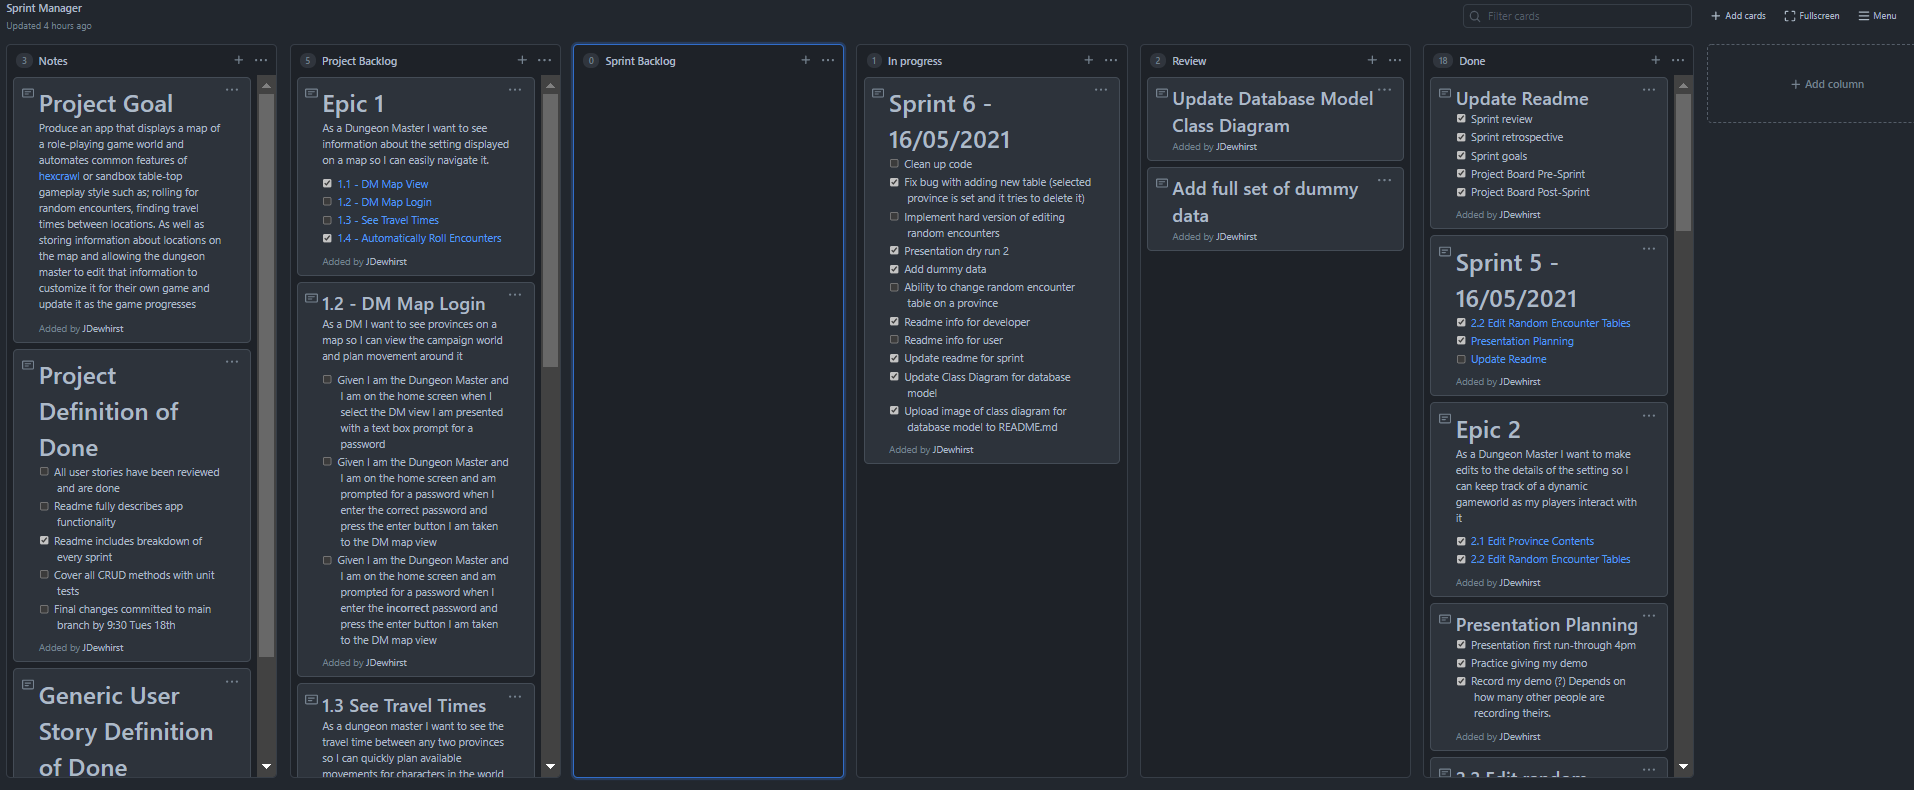 Sprint Manager
Updated 4 hours ago
Filter cards
Add cards
Fullscreen
Menu
3 Notes
Project Goal
Produce an app that displays a map of
a role-playing game world and
automates common features of
hexcrawl or sandbox table-top
gameplay style such as; rolling for
random encounters, finding travel
times between locations. As well as
storing information about locations on
the map and allowing the dungeon
master to edit that information to
customize it for their own game and
update it as the game progresses
Added by JDewhirst
Project
Definition of
Done
All user stories have been reviewed
and are done
Readme fully describes app
functionality
Readme includes breakdown of
every sprint
Cover all CRUD methods with unit
tests
Final changes committed to main
branch by 9:30 Tues 18th
Added by JDewhirst
Generic User
Story Definition
of Done
5 Project Backlog
Epic 1
As a Dungeon Master I want to see
information about the setting displayed
on a map so I can easily navigate it.
1.1 - DM Map View
1.2 - DM Map Login
1.3 - See Travel Times
1.4 - Automatically Roll Encounters
Added by JDewhirst
1.2 - DM Map Login
As a DM I want to see provinces on a
map so I can view the campaign world
and plan movement around it
Given I am the Dungeon Master and
I am on the home screen when I
select the DM view I am presented
with a text box prompt for a
password
Given I am the Dungeon Master and
I am on the home screen and am
prompted for a password when I
enter the correct password and
press the enter button I am taken
to the DM map view
Given I am the Dungeon Master and
I am on the home screen and am
prompted for a password when I
enter the incorrect password and
press the enter button I am taken
to the DM map view
Added by JDewhirst
1.3 See Travel Times
As a dungeon master I want to see the
travel time between any two provinces
so I can quickly plan available
movements for characters in the world
0 Sprint Backlog
1 In progress
Sprint 6 -
16/05/2021
Clean up code
Fix bug with adding new table (selected
province is set and it tries to delete it)
Implement hard version of editing
random encounters
Presentation dry run 2
Add dummy data
Ability to change random encounter
table on a province
Readme info for developer
Readme info for user
Update readme for sprint
Update Class Diagram for database
model
Upload image of class diagram for
database model to README.md
Added by JDewhirst
2 Review
Update Database Model
Class Diagram
Added by JDewhirst
Add full set of dummy
data
Added by JDewhirst
18 Done
Update Readme
Sprint review
Sprint retrospective
Sprint goals
Project Board Pre-Sprint
Project Board Post-Sprint
Added by JDewhirst
Sprint 5 -
16/05/2021
2.2 Edit Random Encounter Tables
Presentation Planning
Update Readme
Added by JDewhirst
Epic 2
As a Dungeon Master I want to make
edits to the details of the setting so I
can keep track of a dynamic
gameworld as my players interact with
it
2.1 Edit Province Contents
2.2 Edit Random Encounter Tables
Added by JDewhirst
Presentation Planning
Presentation first run-through 4pm
Practice giving my demo
Record my demo (?) Depends on
how many other people are
recording theirs.
Added by JDewhirst
2.2 Edit random
Add column